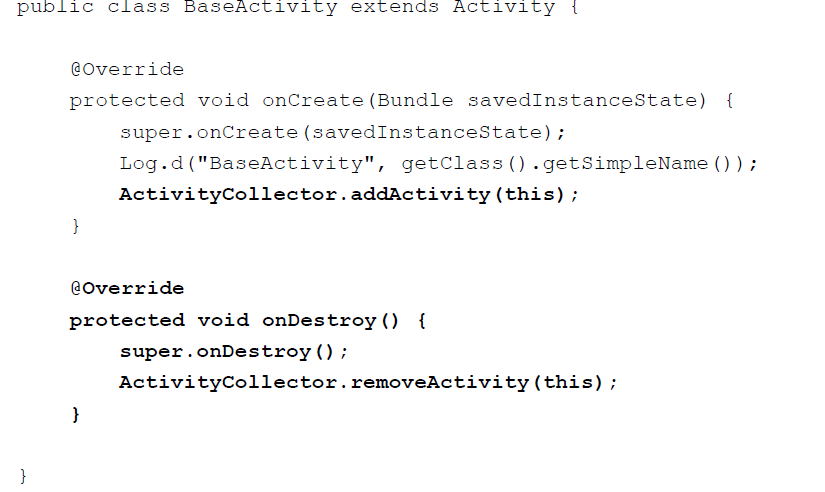 public class BaseActivity extends Activity {
@Override
protected void onCreate(Bundle savedInstanceState) {
super.onCreate(savedInstanceState);
Log.d("BaseActivity", getClass().getSimpleName());
ActivityCollector.addActivity(this);
}
@Override
protected void onDestroy() {
super.onDestroy();
ActivityCollector.removeActivity(this);
}
}